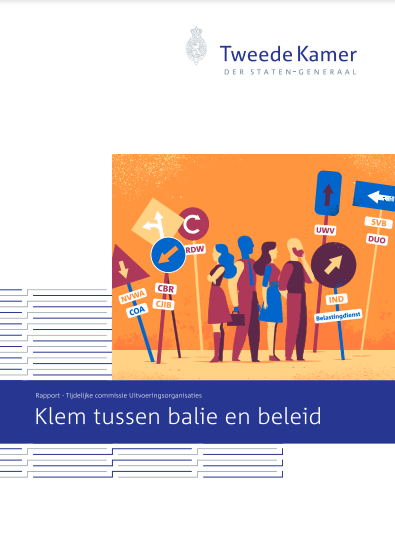 Tweede Kamer
DER STATEN-GENERAAL
RDW
UWV
SVB
DUO
NVWA
COA
CBR
CJIB
IND
Belastingdienst
Rapport - Tijdelijke commissie Uitvoeringsorganisaties
Klem tussen balie en beleid